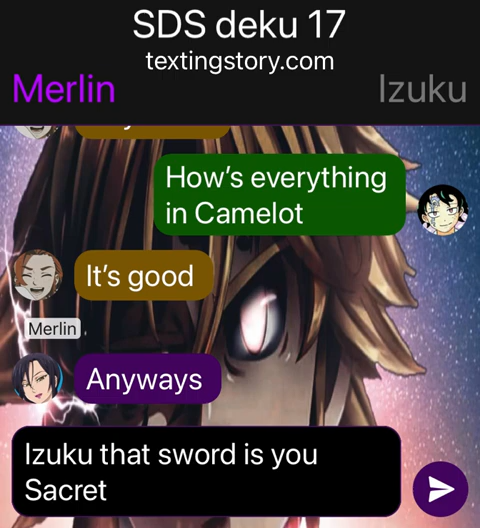 SDS deku 17
textingstory.com
Merlin
Izuku
How's everything
in Camelot
It's good
Merlin
Anyways
Izuku that sword is you
Sacret